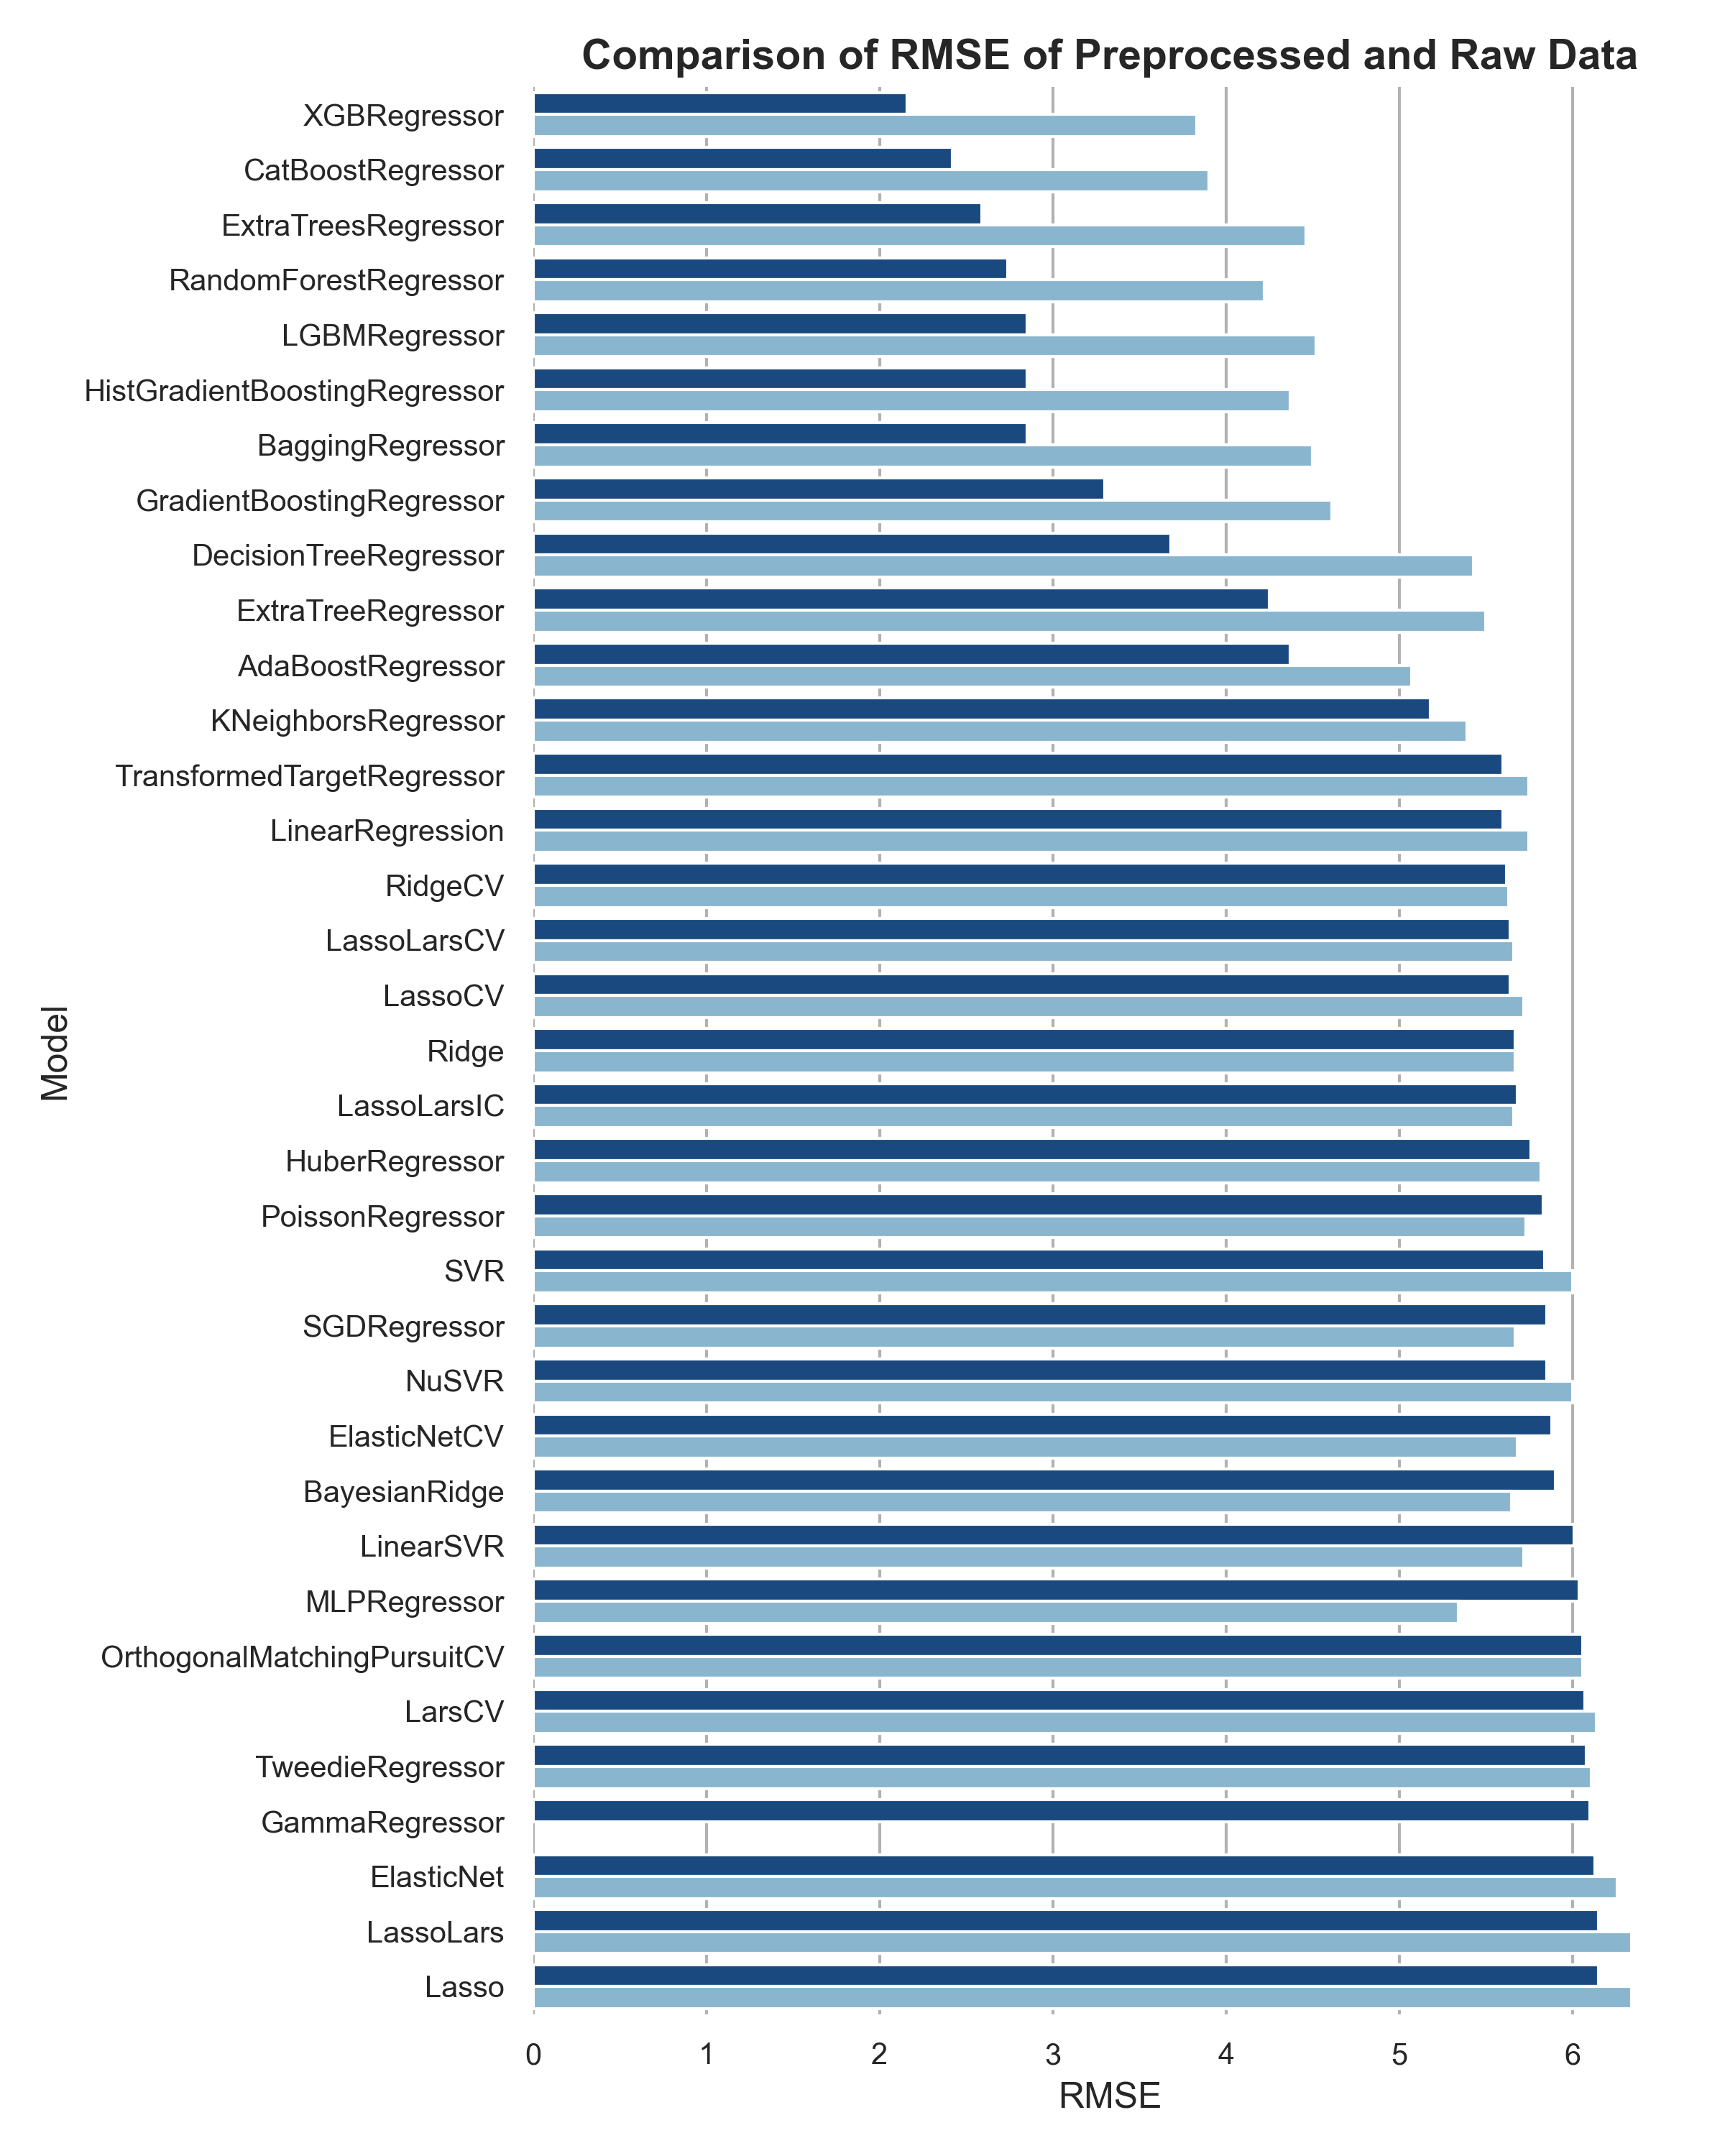 Comparison of RMSE of Preprocessed and Raw Data
XGBRegressor
CatBoostRegressor
ExtraTreesRegressor
RandomForestRegressor
LGBMRegressor
HistGradientBoostingRegressor
BaggingRegressor
GradientBoostingRegressor
DecisionTreeRegressor
ExtraTreeRegressor
AdaBoostRegressor
KNeighborsRegressor
TransformedTargetRegressor
LinearRegression
RidgeCV
LassoLarsCV
LassoCV
Ridge
LassoLarsIC
HuberRegressor
PoissonRegressor
SVR
SGDRegressor
NuSVR
ElasticNetCV
BayesianRidge
LinearSVR
MLPRegressor
OrthogonalMatchingPursuitCV
LarsCV
TweedieRegressor
GammaRegressor
ElasticNet
LassoLars
Lasso
Model
0 1 2 3 4 5 6
RMSE